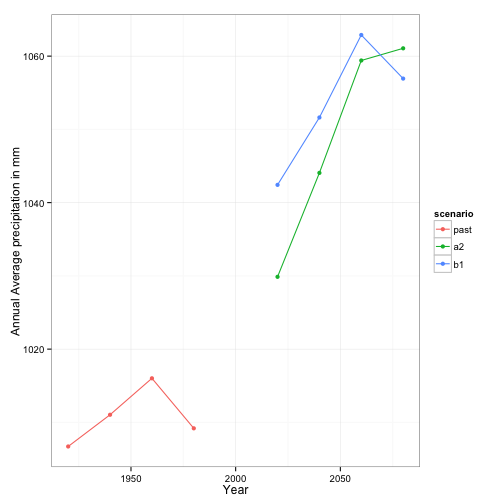 1060
1040
1020
Annual Average precipitation in mm
1950
2000
2050
Year
scenario
past
a2
b1